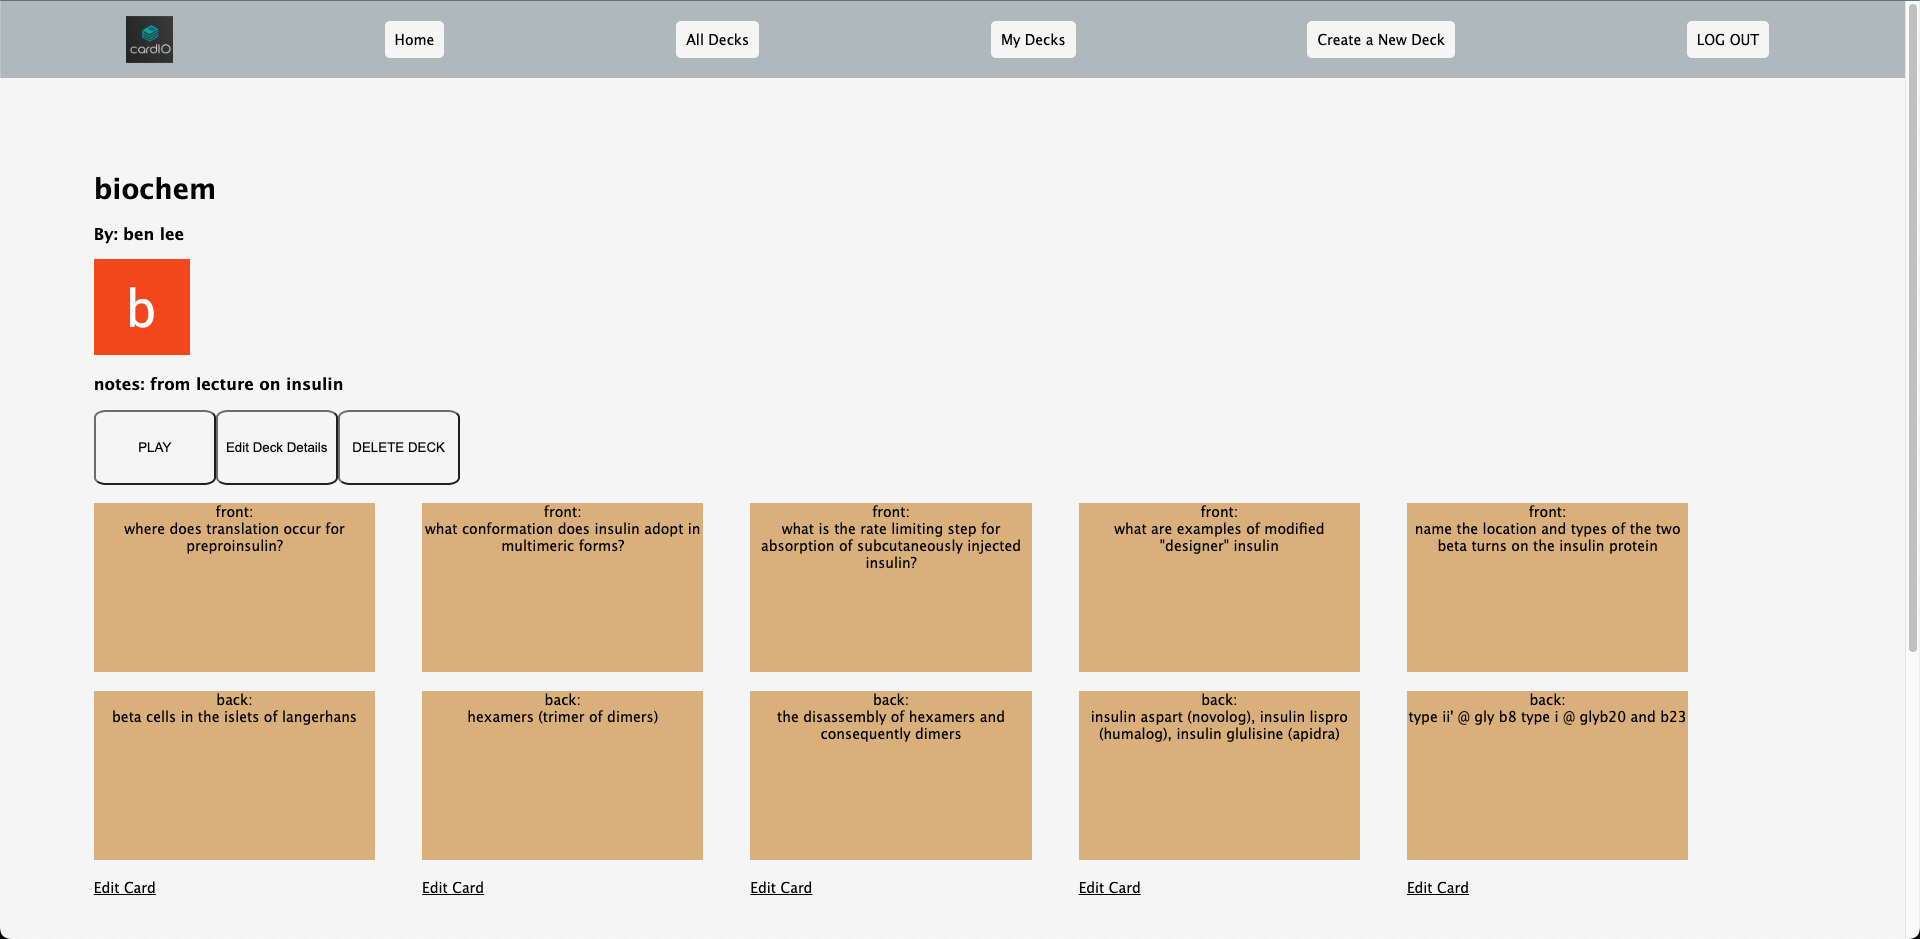 cardIO
Home
All Decks
My Decks
Create a New Deck
LOG OUT
biochem
By: ben lee
b
notes: from lecture on insulin
PLAY
Edit Deck Details
DELETE DECK
front:
where does translation occur for
preproinsulin?
front:
what conformation does insulin adopt in
multimeric forms?
front:
what is the rate limiting step for
absorption of subcutaneously injected
insulin?
front:
what are examples of modified
"designer" insulin
front:
name the location and types of the two
beta turns on the insulin protein
back:
beta cells in the islets of langerhans
back:
hexamers (trimer of dimers)
back:
the disassembly of hexamers and
consequently dimers
back:
insulin aspart (novolog), insulin lispro
(humalog), insulin glulisine (apidra)
back:
type ii' @ gly b8 type i @ glyb20 and b23
Edit Card
Edit Card
Edit Card
Edit Card
Edit Card